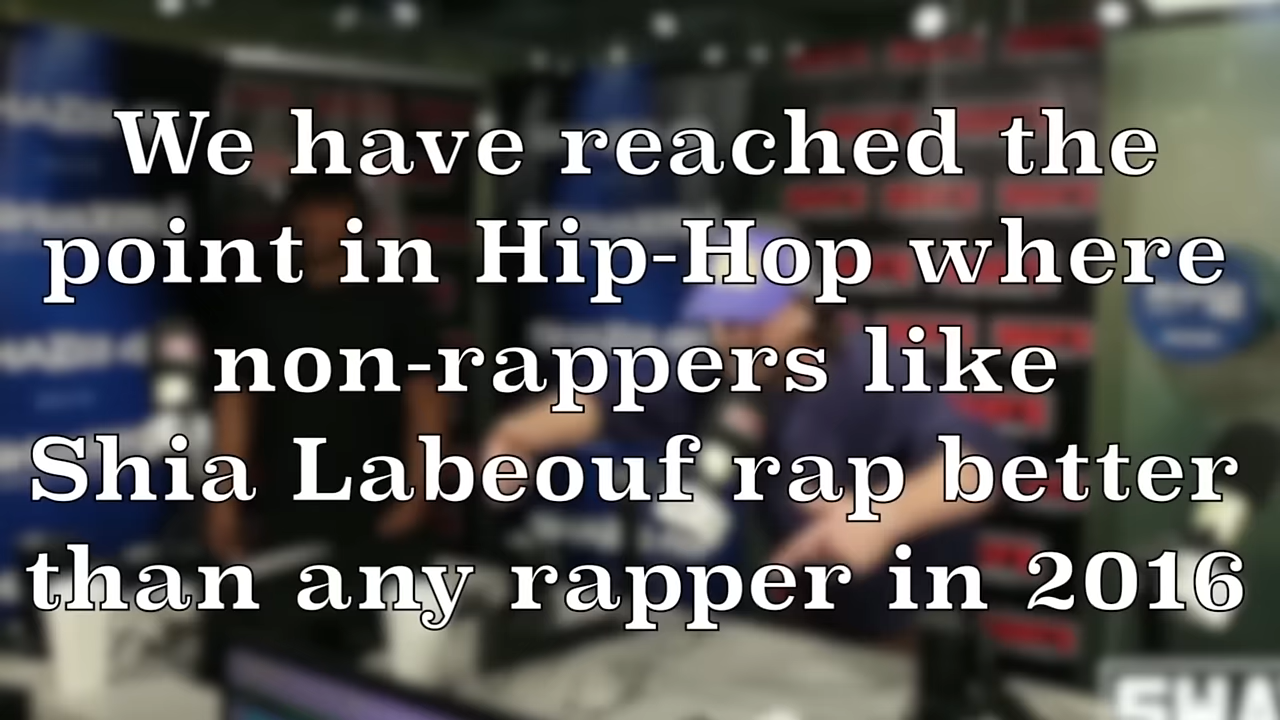 We have reached the
point in Hip-Hop where
non-rappers like
Shia Labeouf rap better
than any rapper in 2016
SHA